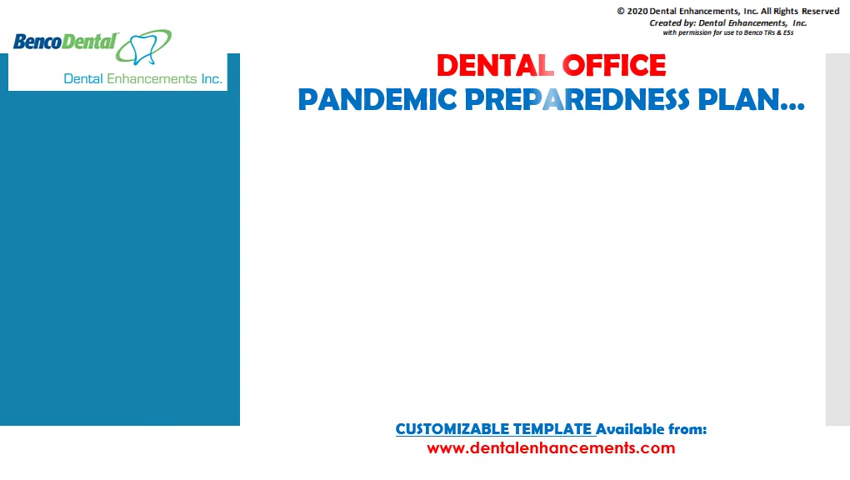 © 2020 Dental Enhancements, Inc. All Rights Reserved
Created by: Dental Enhancements, Inc.
with permission for use to Benco TRs & ESs
BencoDental
Dental Enhancements Inc.
DENTAL OFFICE
PANDEMIC PREPAREDNESS PLAN...
CUSTOMIZABLE TEMPLATE Available from:
www.dentalenhancements.com